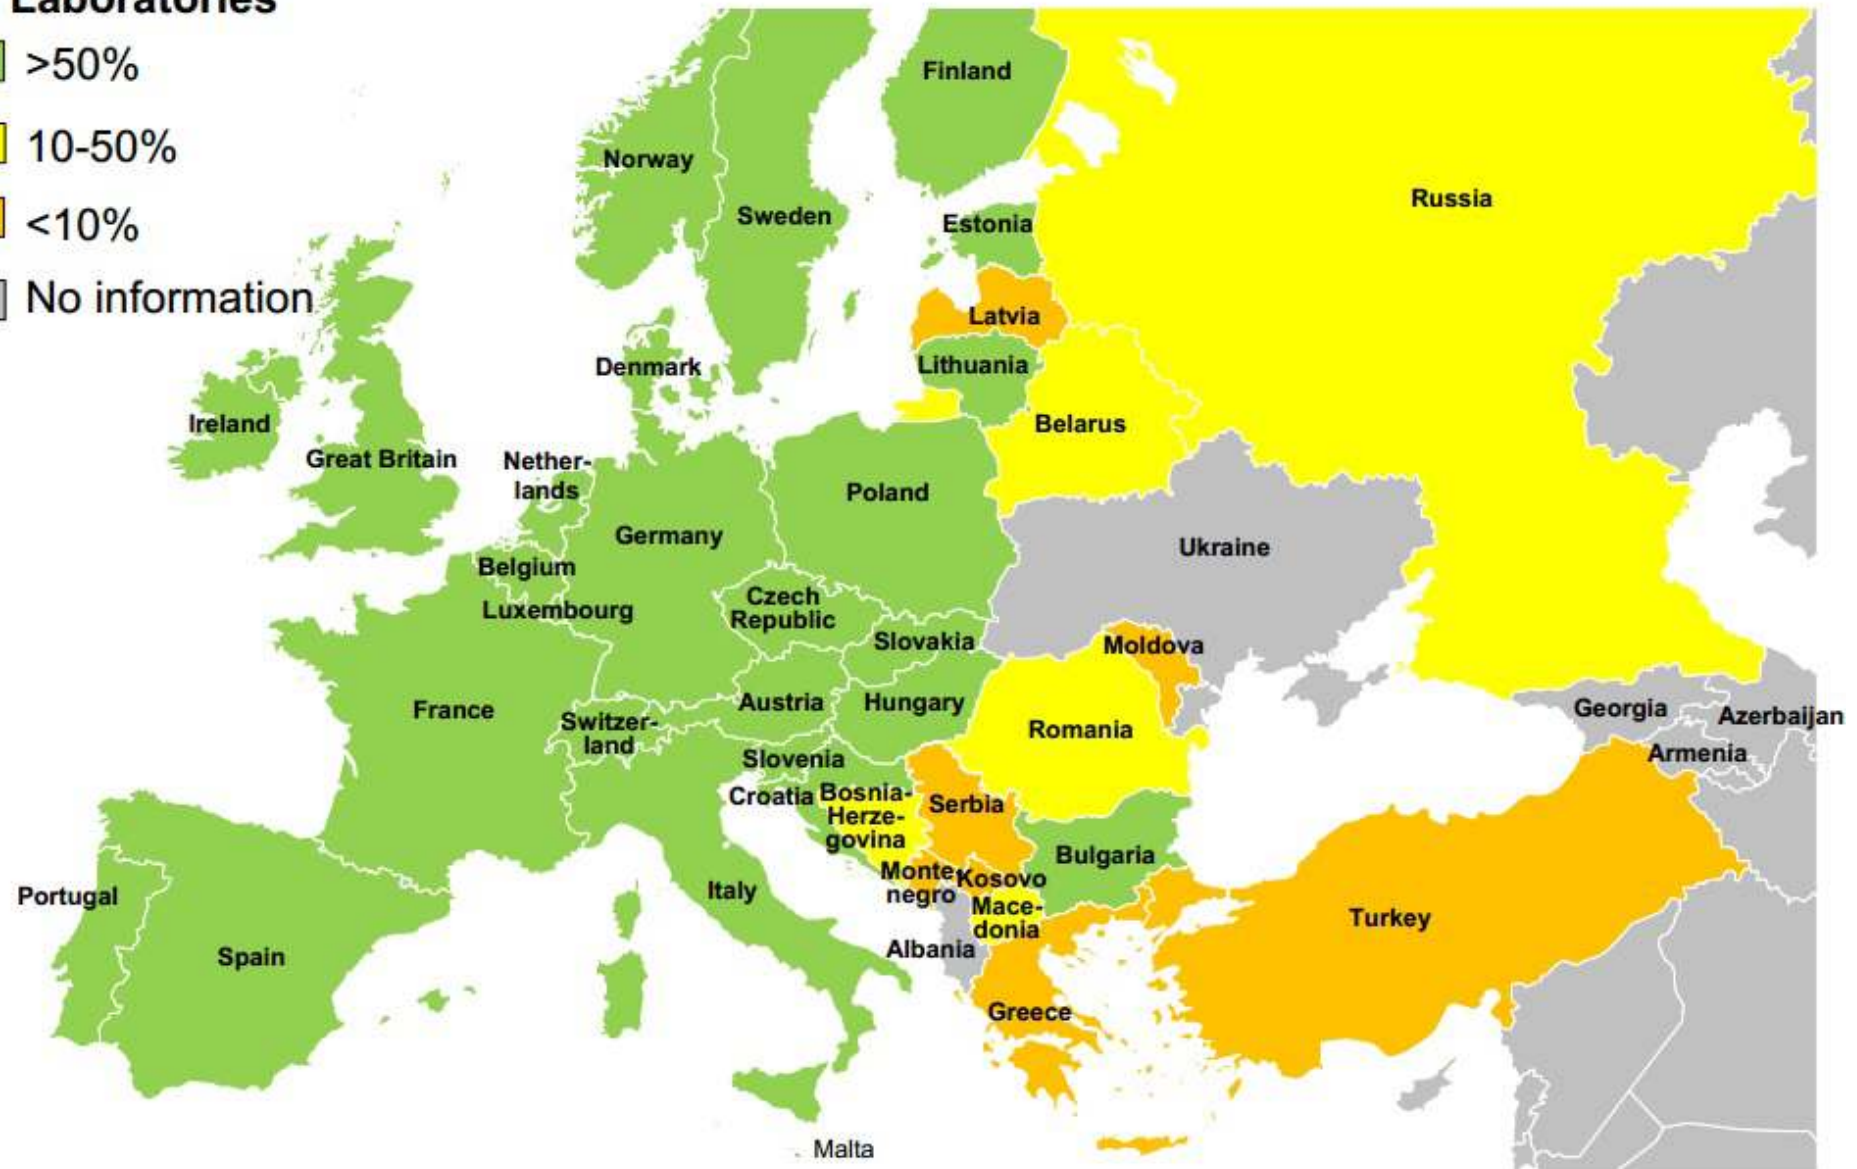 Laboratories
>50%
10-50%
<10%
No information
Finland
Norway
Sweden
Russia
Estonia
Latvia
Denmark
Lithuania
Ireland
Belarus
Great Britain
Nether-
lands
Poland
Germany
Ukraine
Belgium
Czech
Republic
Luxembourg
Slovakia
Moldova
Austria
Hungary
France
Switzer-
land
Romania
Georgia
Azerbaijan
Armenia
Slovenia
Croatia
Bosnia-
Herze-
govina
Serbia
Bulgaria
Monte-
negro
Kosovo
Mace-
donia
Portugal
Italy
Turkey
Spain
Albania
Greece
Malta